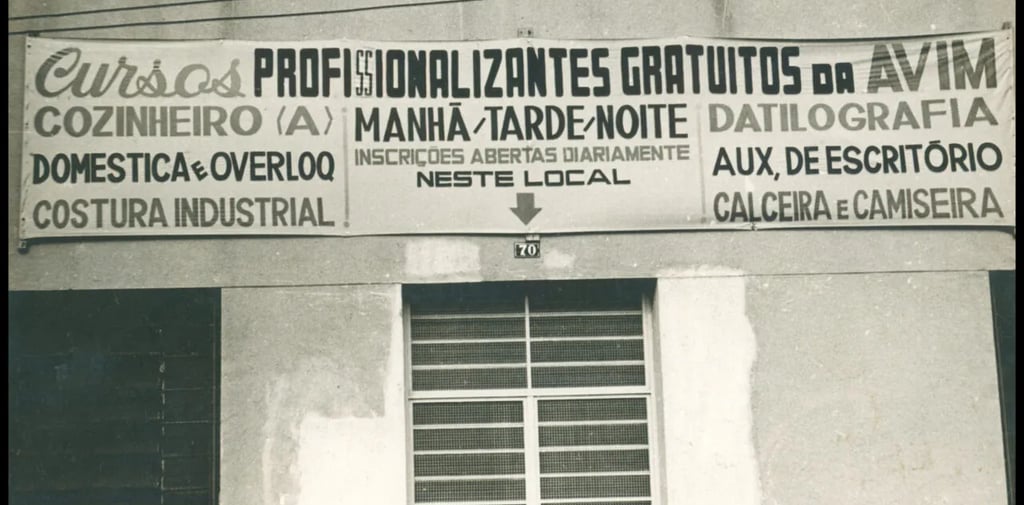 Cursos PROFISSIONALIZANTES GRATUITOS DA AVIM
COZINHEIRO (A)
DOMESTICA E OVERLOQ
COSTURA INDUSTRIAL
MANHÃ/TARDE/NOITE
INSCRIÇÕES ABERTAS DIARIAMENTE
NESTE LOCAL
DATILOGRAFIA
AUX, DE ESCRITÓRIO
CALCEIRA E CAMISEIRA
70